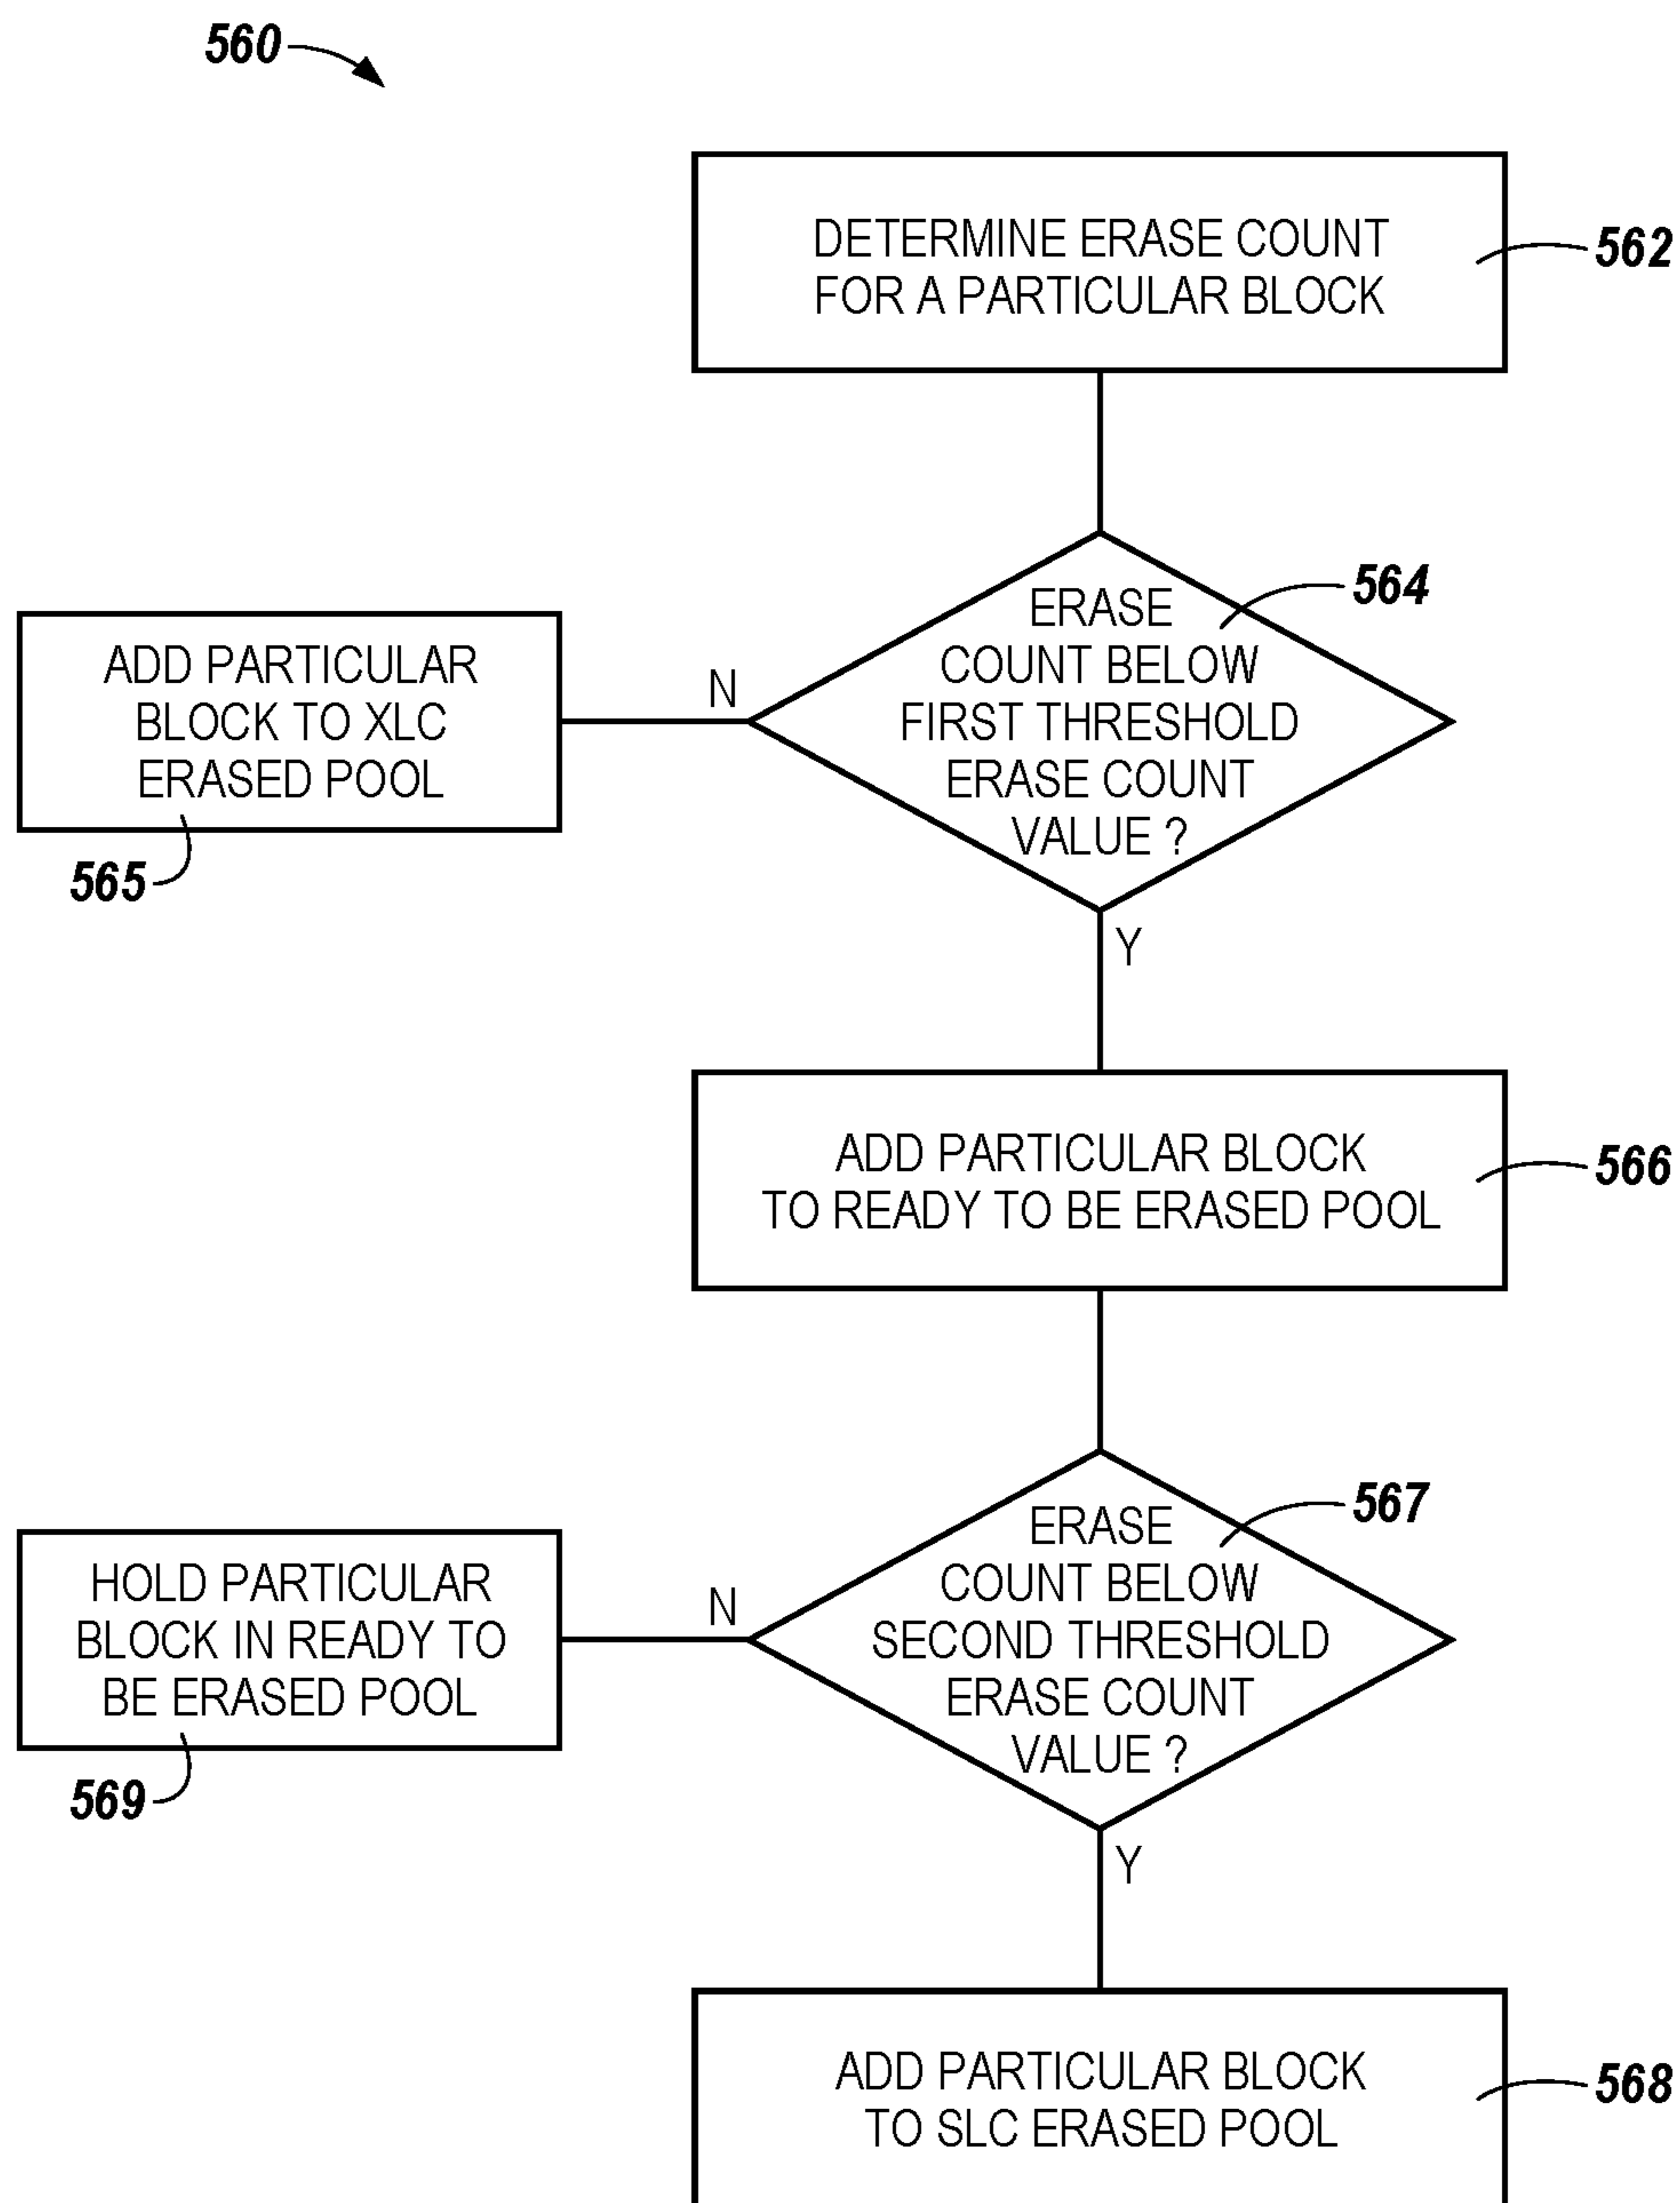 560
DETERMINE ERASE COUNT
FOR A PARTICULAR BLOCK
562
ERASE
COUNT BELOW
FIRST THRESHOLD
ERASE COUNT
VALUE ?
564
N
ADD PARTICULAR
BLOCK TO XLC
ERASED POOL
565
Y
ADD PARTICULAR BLOCK
TO READY TO BE ERASED POOL
566
ERASE
COUNT BELOW
SECOND THRESHOLD
ERASE COUNT
VALUE ?
567
N
HOLD PARTICULAR
BLOCK IN READY TO
BE ERASED POOL
569
Y
ADD PARTICULAR BLOCK
TO SLC ERASED POOL
568